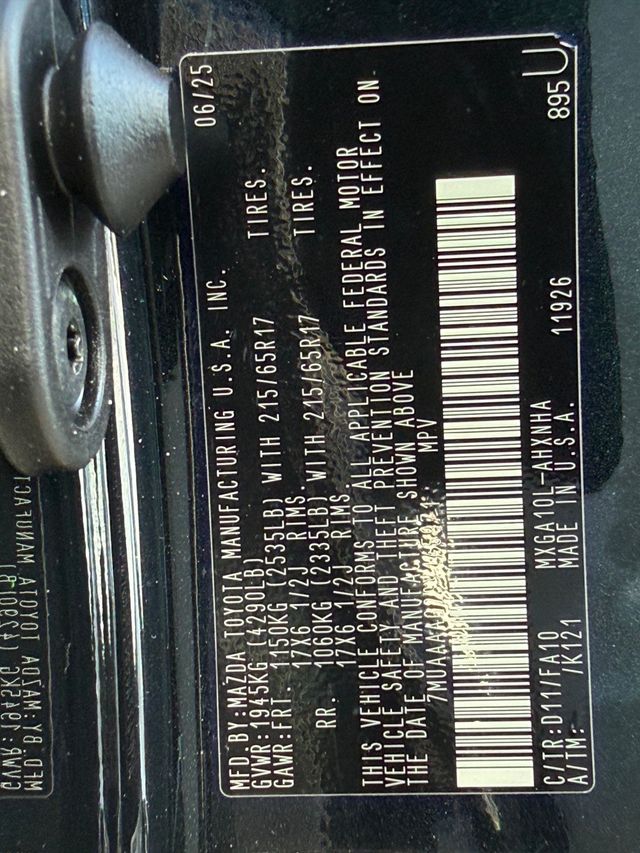 MFD.BY:MAZDA TOYOTA MANUFACTURING U.S.A. INC. 06/25
GVWR:1945KG (4290LB)
GAWR:FRT. 1150KG (2535LB) WITH 215/65R17 TIRES.
17X6 1/2J RIMS
RR. 1060KG (2335LB) WITH 215/65R17 TIRES.
17X6 1/2J RIMS
THIS VEHICLE CONFORMS TO ALL APPLICABLE FEDERAL MOTOR
VEHICLE SAFETY AND THEFT PREVENTION STANDARDS IN EFFECT ON
THE DATE OF MANUFACTURE SHOWN ABOVE
MPV
C/TR:D117FA10 MXGA10L-AHXNHA 895 U
A/TM: /K121 MADE IN U.S.A. 11926